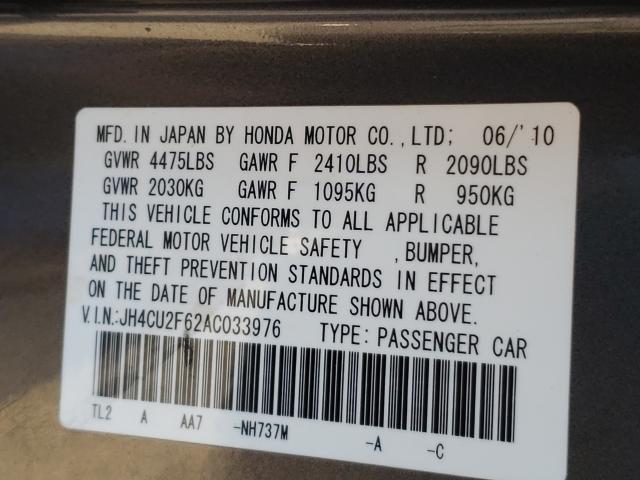 MFD. IN JAPAN BY HONDA MOTOR CO.,LTD; 06/'10
GVWR 4475LBS GAWR F 2410LBS R 2090LBS
GVWR 2030KG GAWR F 1095KG R 950KG
THIS VEHICLE CONFORMS TO ALL APPLICABLE
FEDERAL MOTOR VEHICLE SAFETY ,BUMPER,
AND THEFT PREVENTION STANDARDS IN EFFECT
ON THE DATE OF MANUFACTURE SHOWN ABOVE.
V.I.N:JH4CU2F62AC033976 TYPE: PASSENGER CAR
TL2 A AA7 -NH737M -A -C